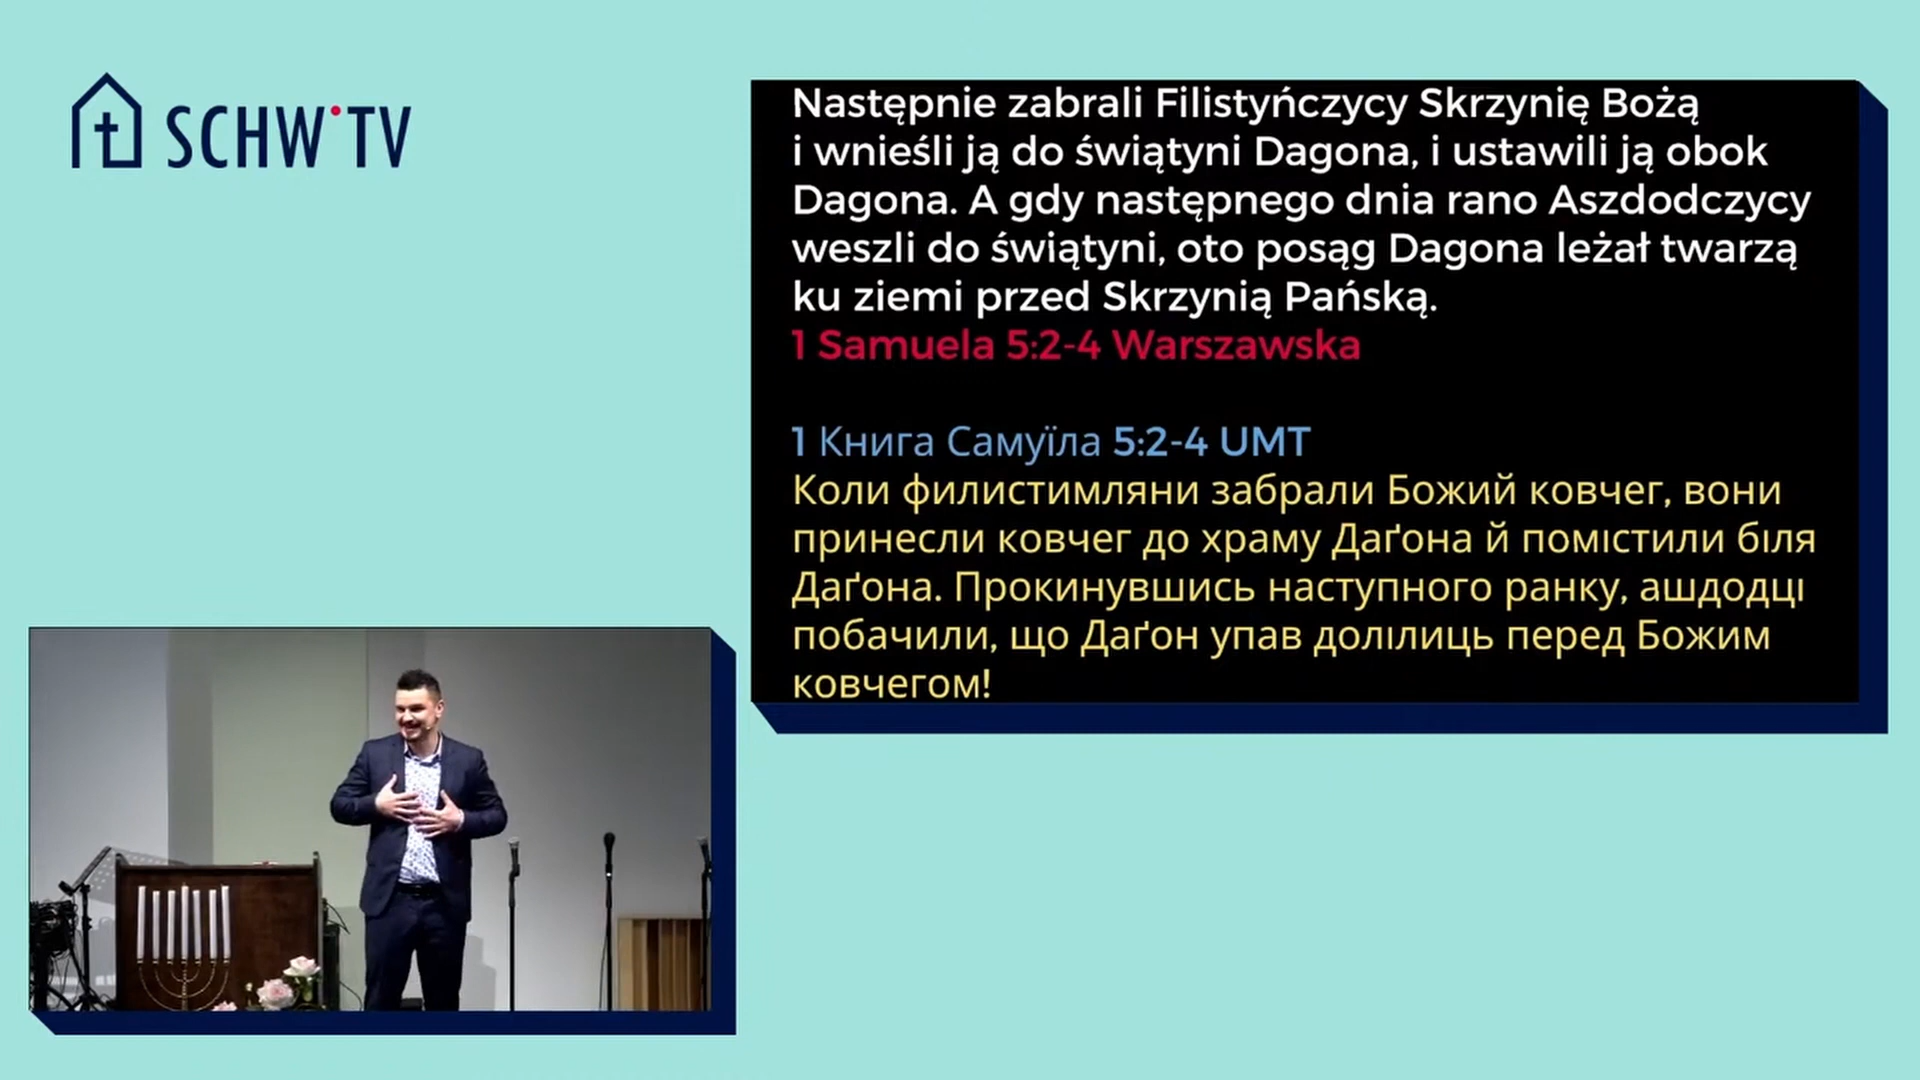 SCHW•TV
Następnie zabrali Filistyńczycy Skrzynię Bożą
i wnieśli ją do świątyni Dagona, i ustawili ją obok
Dagona. A gdy następnego dnia rano Aszdodczycy
weszli do świątyni, oto posąg Dagona leżał twarzą
ku ziemi przed Skrzynią Pańską.
1 Samuela 5:2-4 Warszawska
1 Книга Самуїла 5:2-4 UMT
Коли филистимляни забрали Божий ковчег, вони
принесли ковчег до храму Даґона й помістили біля
Даґона. Прокинувшись наступного ранку, ашдодці
побачили, що Даґон упав долілиць перед Божим
ковчегом!